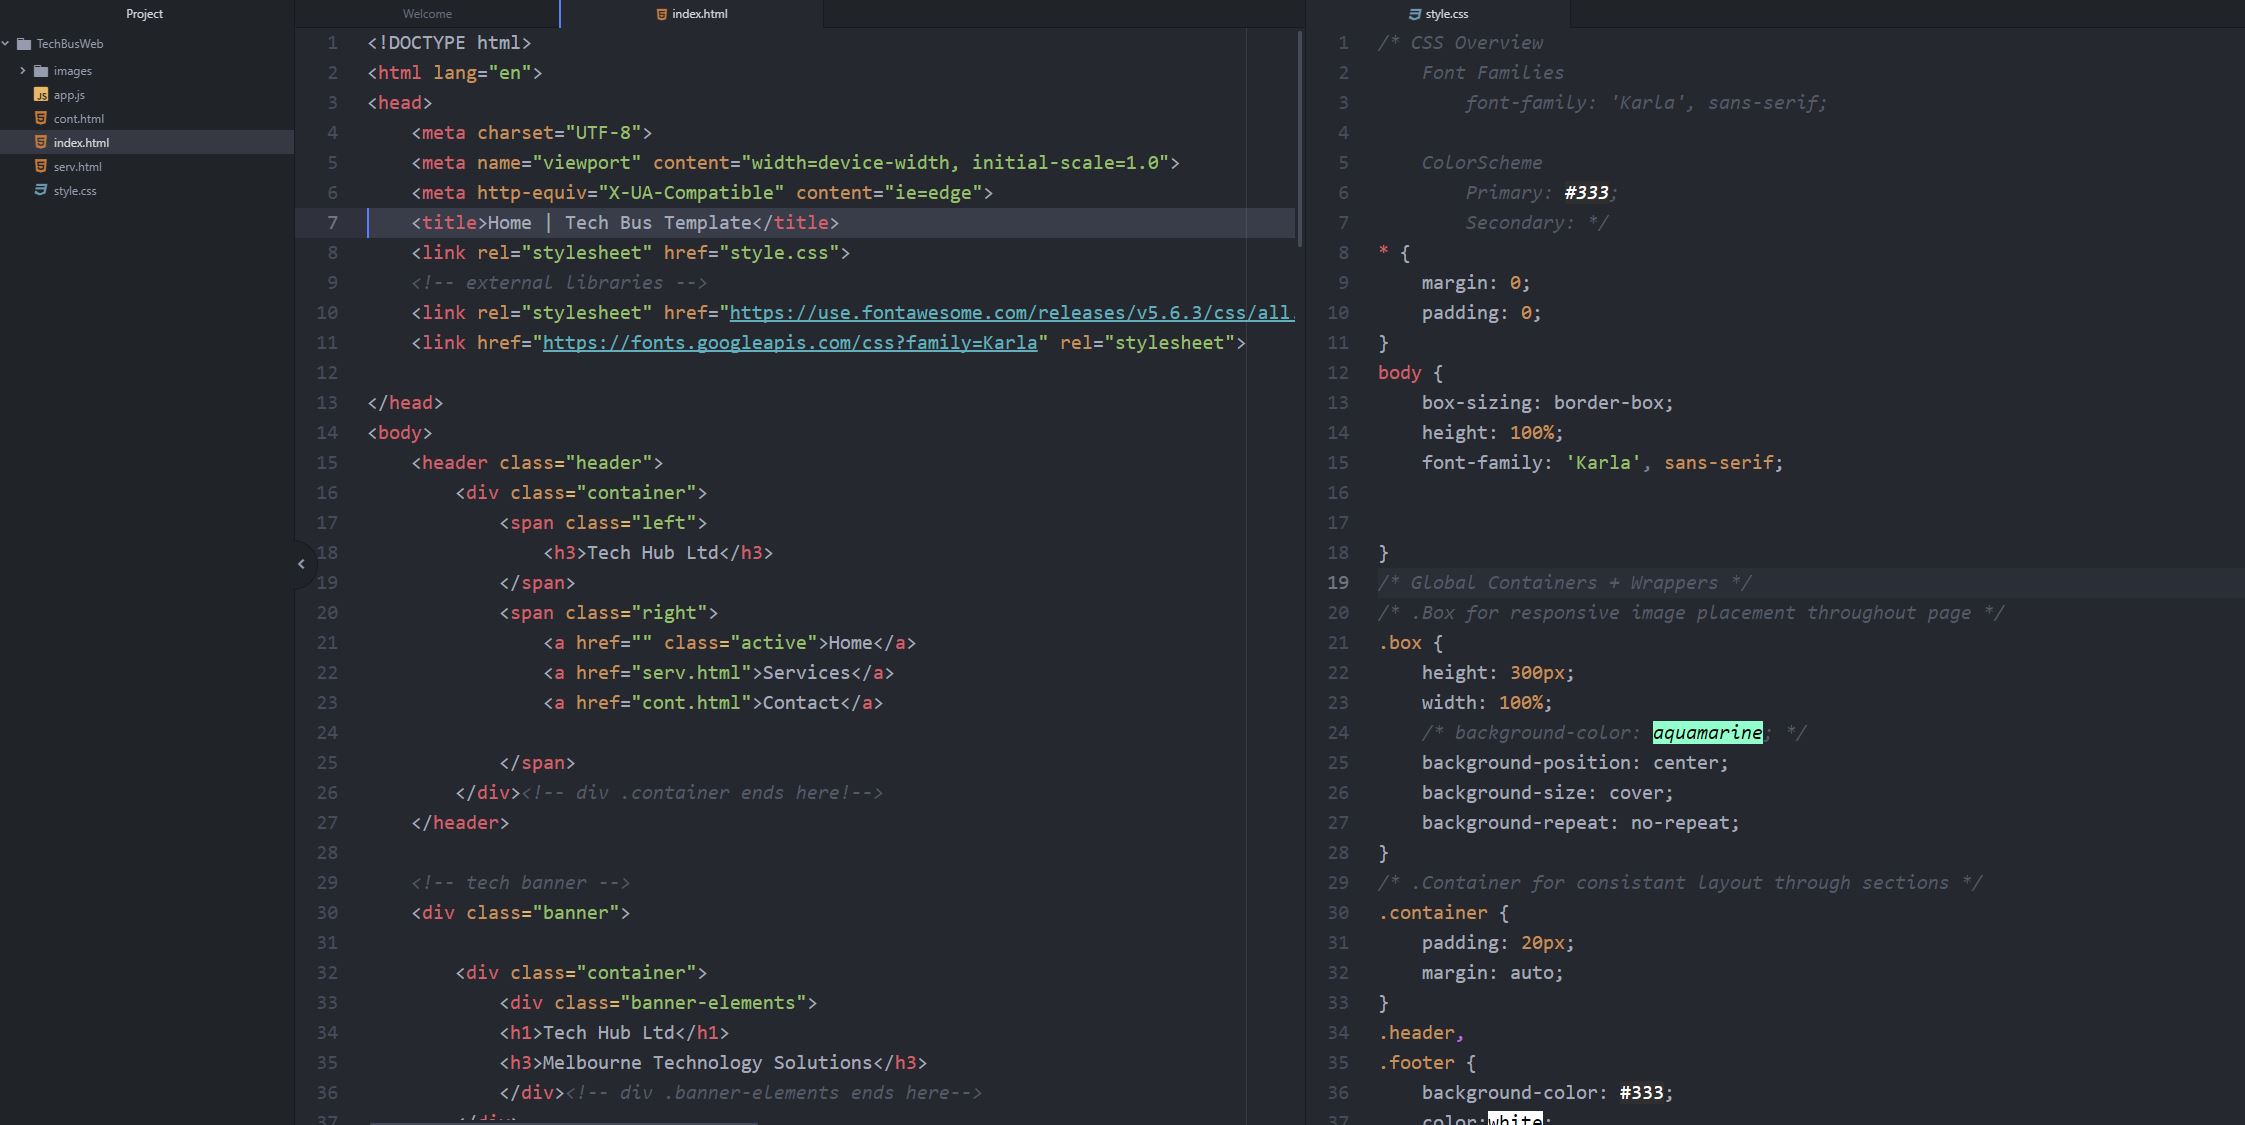 Project
TechBusWeb
images
app.js
cont.html
index.html
serv.html
style.css
Welcome
index.html
1 <!DOCTYPE html>
2 <html lang="en">
3 <head>
4 <meta charset="UTF-8">
5 <meta name="viewport" content="width=device-width, initial-scale=1.0">
6 <meta http-equiv="X-UA-Compatible" content="ie=edge">
7 <title>Home | Tech Bus Template</title>
8 <link rel="stylesheet" href="style.css">
9 <!-- external libraries -->
10 <link rel="stylesheet" href="https://use.fontawesome.com/releases/v5.6.3/css/all.
11 <link href="https://fonts.googleapis.com/css?family=Karla" rel="stylesheet">
12
13 </head>
14 <body>
15 <header class="header">
16 <div class="container">
17 <span class="left">
18 <h3>Tech Hub Ltd</h3>
19 </span>
20 <span class="right">
21 <a href="" class="active">Home</a>
22 <a href="serv.html">Services</a>
23 <a href="cont.html">Contact</a>
24
25 </span>
26 </div><!-- div .container ends here!-->
27 </header>
28
29 <!-- tech banner -->
30 <div class="banner">
31
32 <div class="container">
33 <div class="banner-elements">
34 <h1>Tech Hub Ltd</h1>
35 <h3>Melbourne Technology Solutions</h3>
36 </div><!-- div .banner-elements ends here-->
37 </div>
style.css
1 /* CSS Overview
2 Font Families
3 font-family: 'Karla', sans-serif;
4
5 ColorScheme
6 Primary: #333;
7 Secondary: */
8 * {
9 margin: 0;
10 padding: 0;
11 }
12 body {
13 box-sizing: border-box;
14 height: 100%;
15 font-family: 'Karla', sans-serif;
16
17
18 }
19 /* Global Containers + Wrappers */
20 /* .Box for responsive image placement throughout page */
21 .box {
22 height: 300px;
23 width: 100%;
24 /* background-color: aquamarine; */
25 background-position: center;
26 background-size: cover;
27 background-repeat: no-repeat;
28 }
29 /* .Container for consistant layout through sections */
30 .container {
31 padding: 20px;
32 margin: auto;
33 }
34 .header,
35 .footer {
36 background-color: #333;
37 color:white;